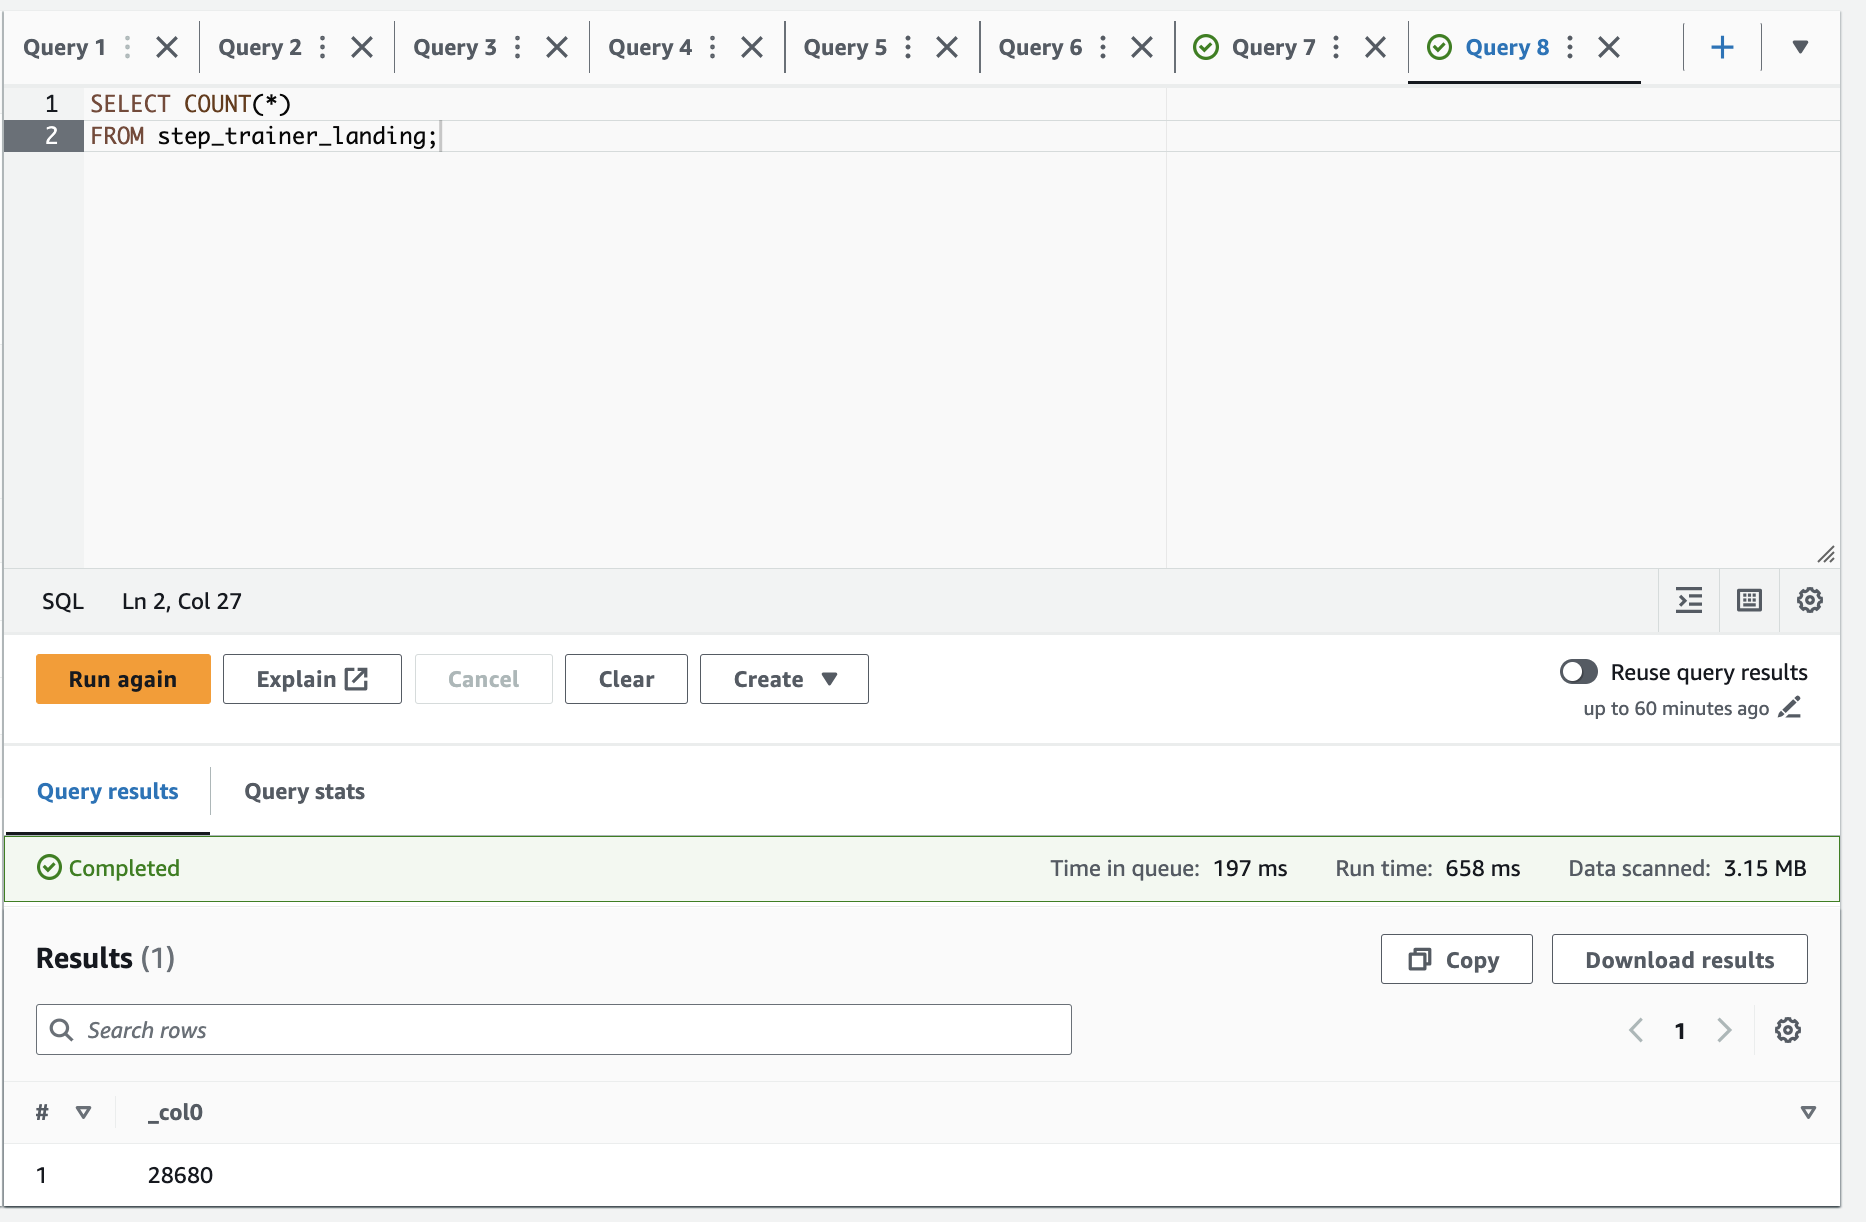 Query 1 Query 2 Query 3 Query 4 Query 5 Query 6 Query 7 Query 8
1 SELECT COUNT(*)
2 FROM step_trainer_landing;
SQL Ln 2, Col 27
Run again Explain Cancel Clear Create Reuse query results
up to 60 minutes ago
Query results Query stats
Completed Time in queue: 197 ms Run time: 658 ms Data scanned: 3.15 MB
Results (1) Copy Download results
Search rows 1
# _col0
1 28680